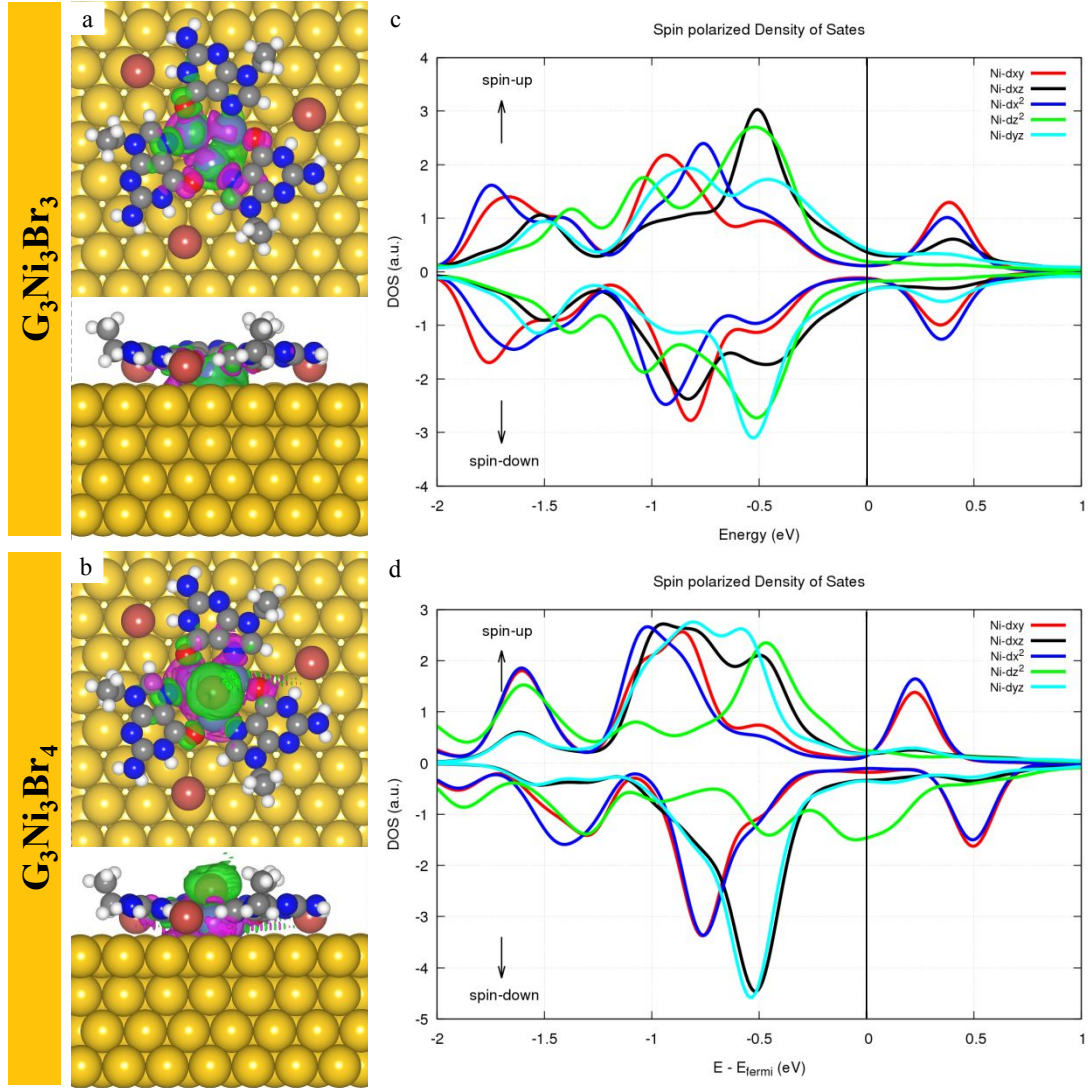 G₃Ni₃Br₃
a
c
Spin polarized Density of Sates
4
3
2
1
0
-1
-2
-3
-4
DOS (a.u.)
spin-up
spin-down
Ni-dxy
Ni-dxz
Ni-dx²
Ni-dz²
Ni-dyz
-2
-1.5
-1
-0.5
0
0.5
1
Energy (eV)
G₃Ni₃Br₄
b
d
Spin polarized Density of Sates
3
2
1
0
-1
-2
-3
-4
-5
DOS (a.u.)
spin-up
spin-down
Ni-dxy
Ni-dxz
Ni-dx²
Ni-dz²
Ni-dyz
-2
-1.5
-1
-0.5
0
0.5
1
E - E_fermi (eV)